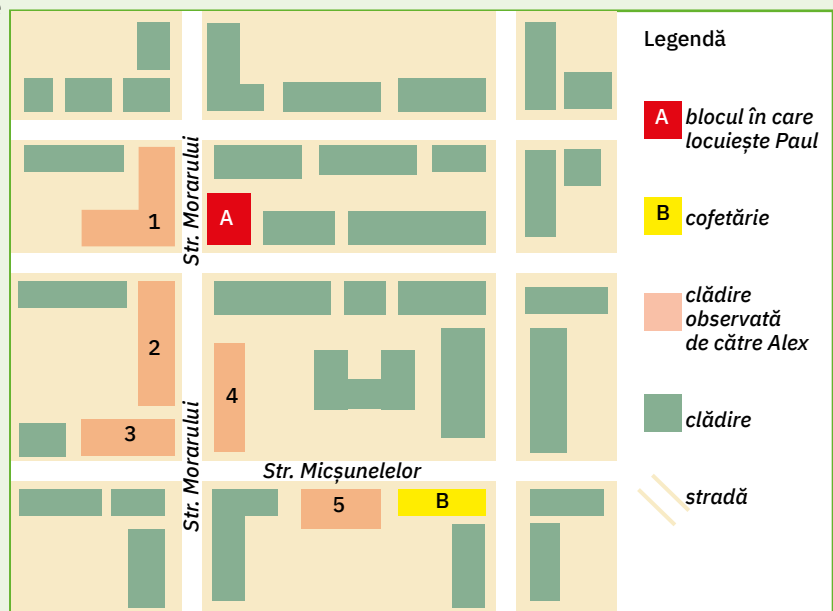 Str. Morarului
1
A
2
4
3
Str. Morarului
Str. Micșunelelor
5
B
Legendă
A
blocul în care
locuiește Paul
B
cofetărie
clădire
observată
de către Alex
clădire
stradă